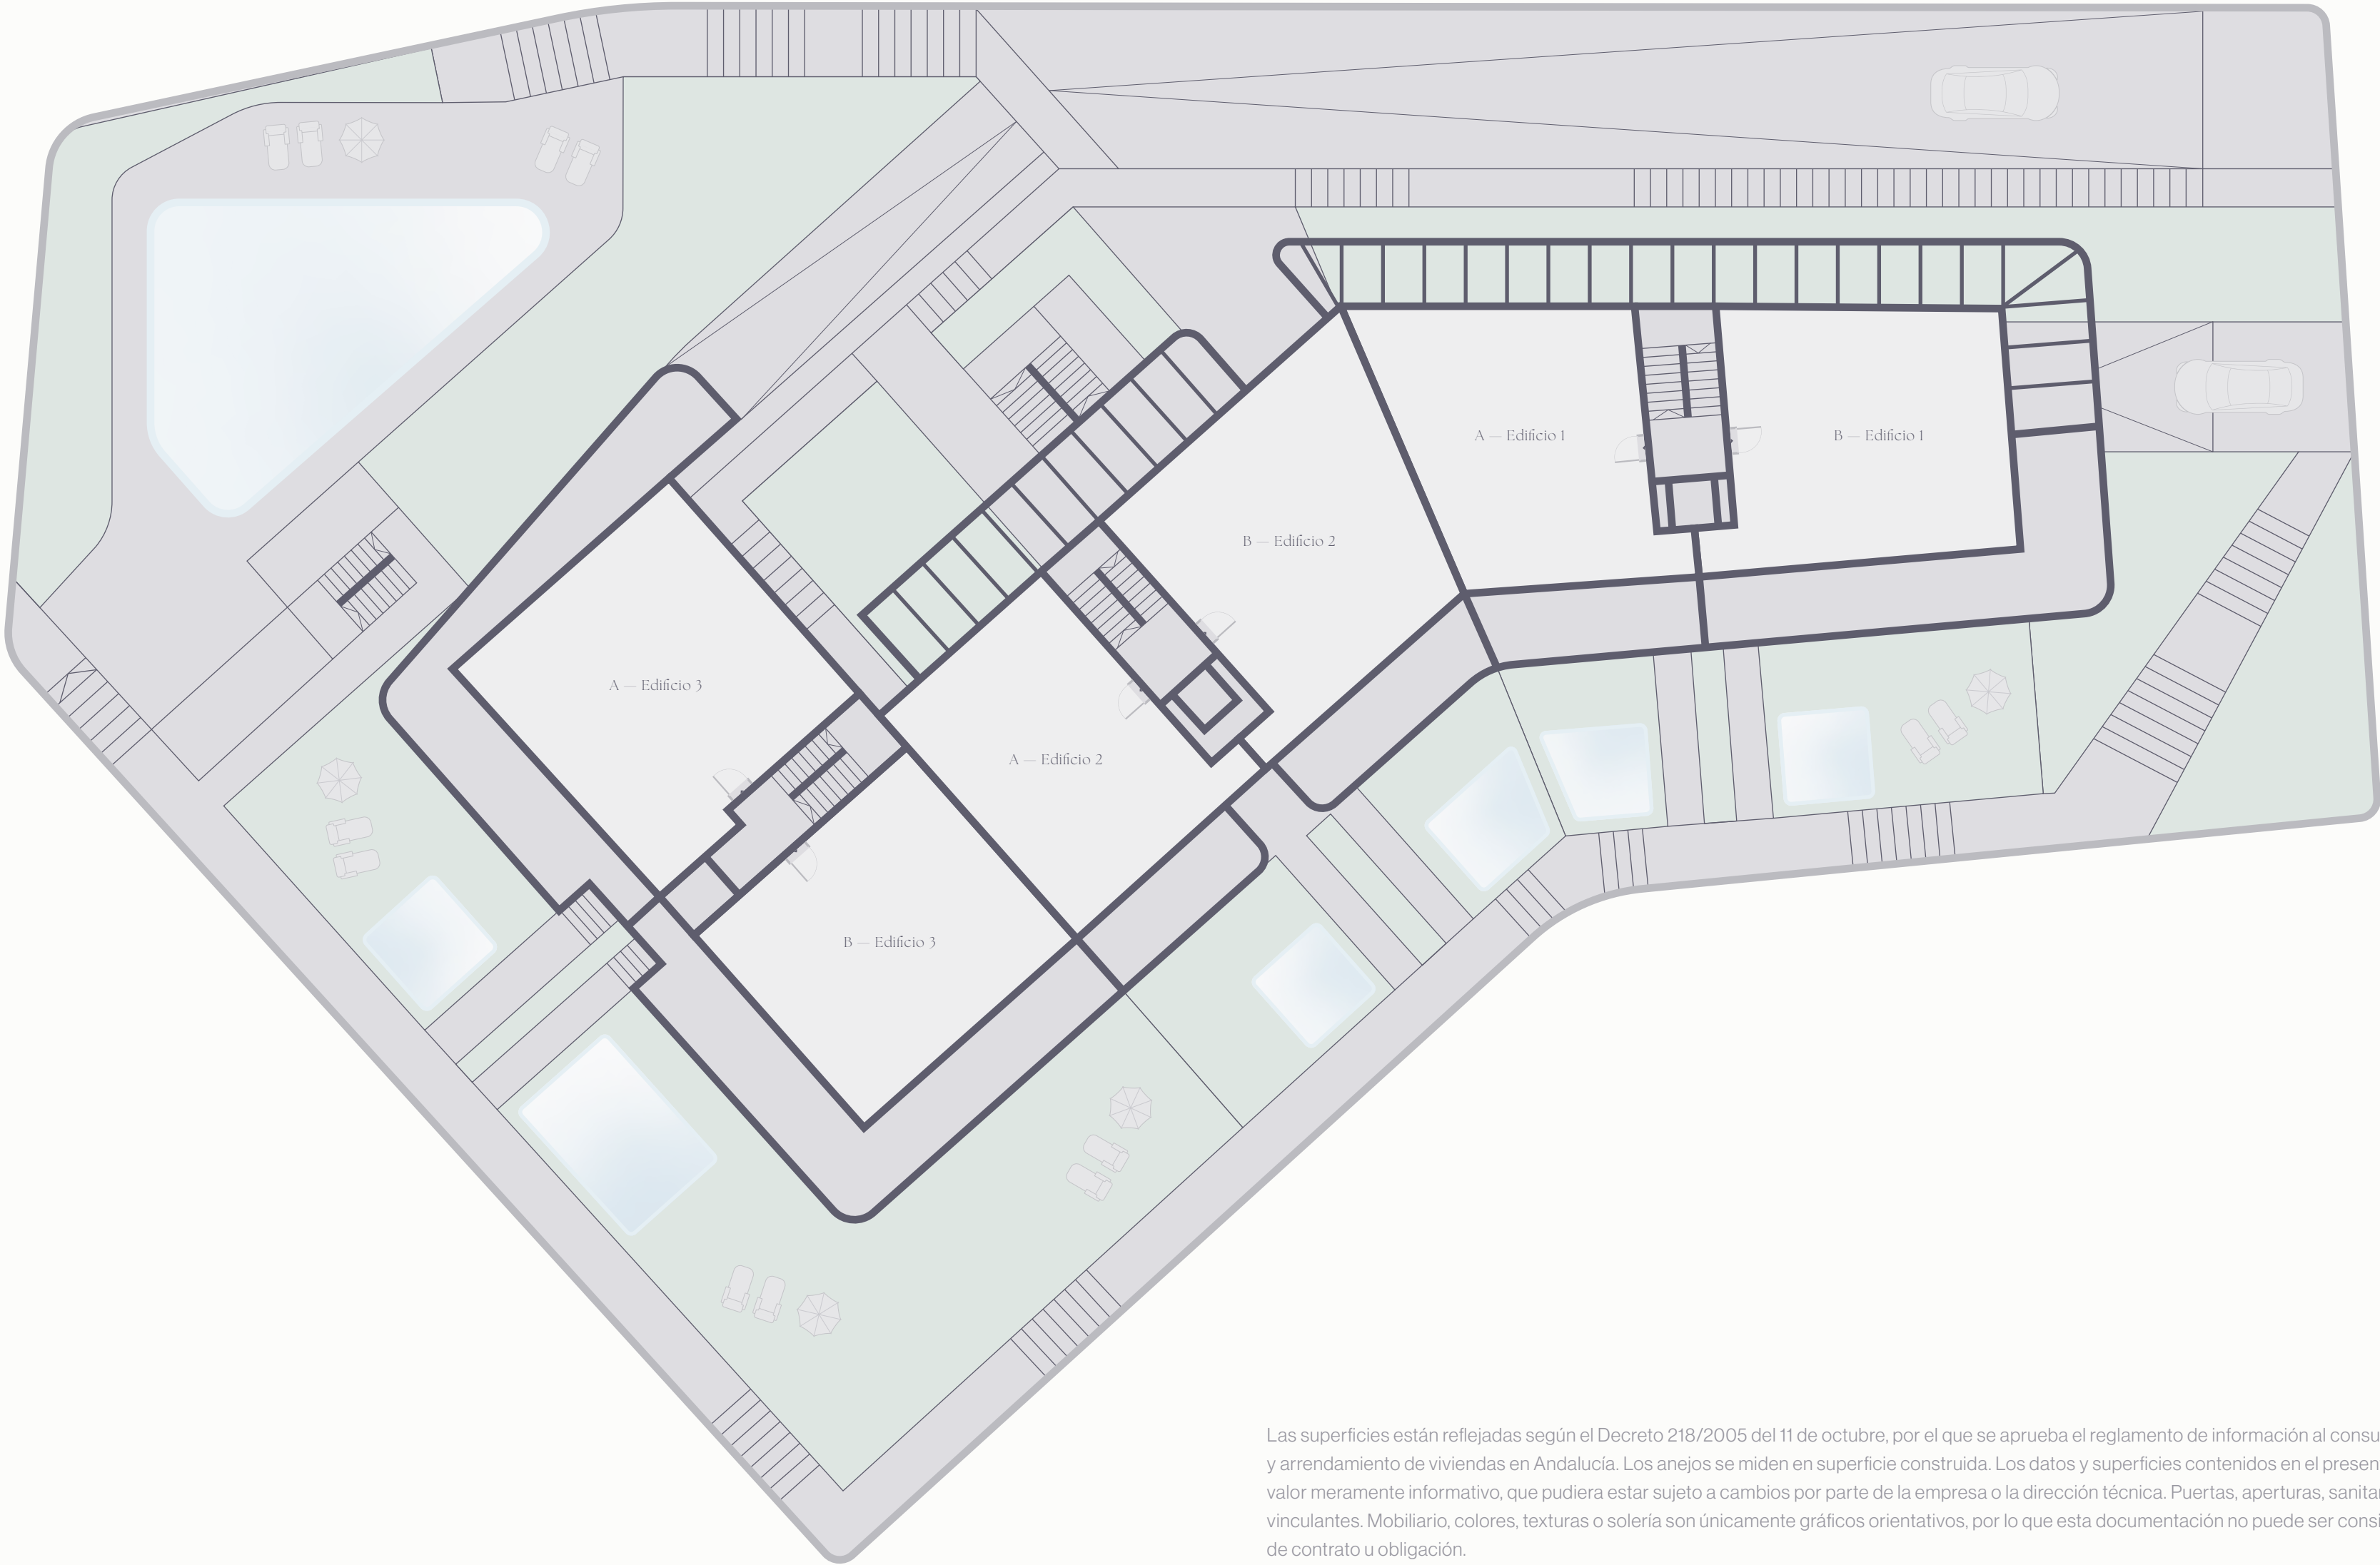 A — Edificio 1
B — Edificio 1
B — Edificio 2
A — Edificio 3
A — Edificio 2
B — Edificio 3
Las superficies están reflejadas según el Decreto 218/2005 del 11 de octubre, por el que se aprueba el reglamento de información al consu
y arrendamiento de viviendas en Andalucía. Los anejos se miden en superficie construida. Los datos y superficies contenidos en el presen
valor meramente informativo, que pudiera estar sujeto a cambios por parte de la empresa o la dirección técnica. Puertas, aperturas, sanitar
vinculantes. Mobiliario, colores, texturas o solería son únicamente gráficos orientativos, por lo que esta documentación no puede ser consi
de contrato u obligación.